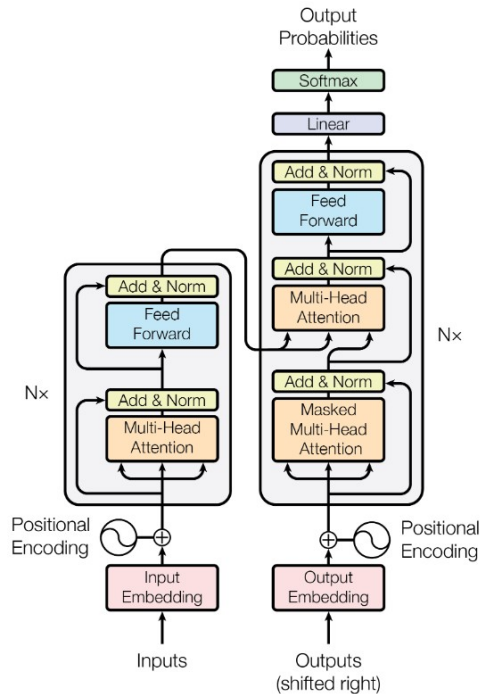 Output
Probabilities
Softmax
Linear
Add & Norm
Feed
Forward
Add & Norm
Multi-Head
Attention
Add & Norm
Masked
Multi-Head
Attention
Nx
Add & Norm
Feed
Forward
Add & Norm
Multi-Head
Attention
Nx
Positional
Encoding
Positional
Encoding
Input
Embedding
Output
Embedding
Inputs
Outputs
(shifted right)